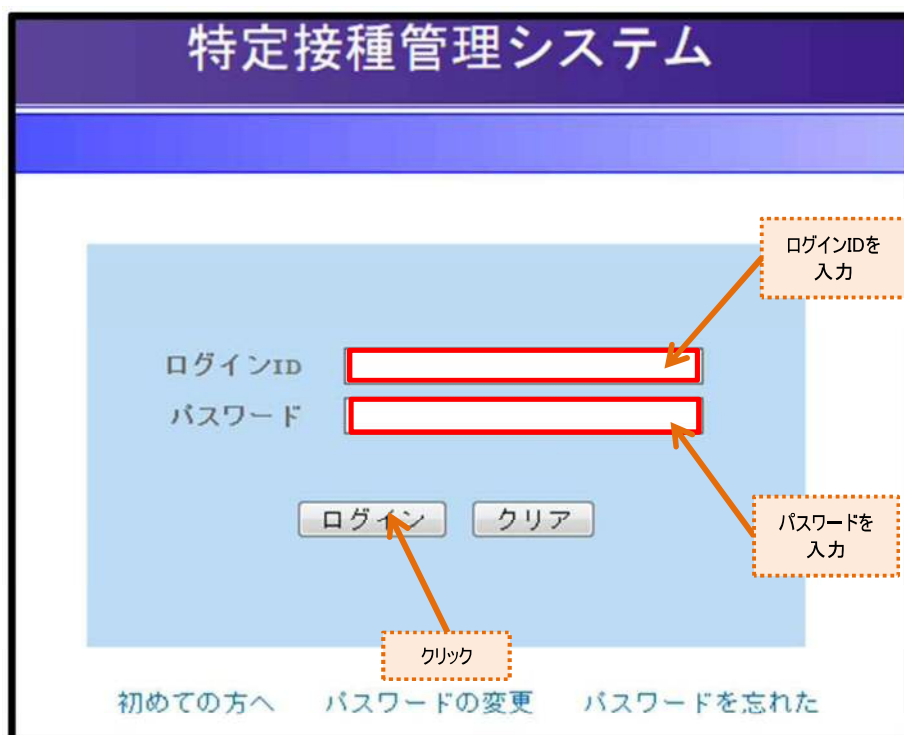 特定接種管理システム
ログインIDを
入力
ログインID
パスワード
ログイン クリア
パスワードを
入力
クリック
初めての方へ パスワードの変更 パスワードを忘れた